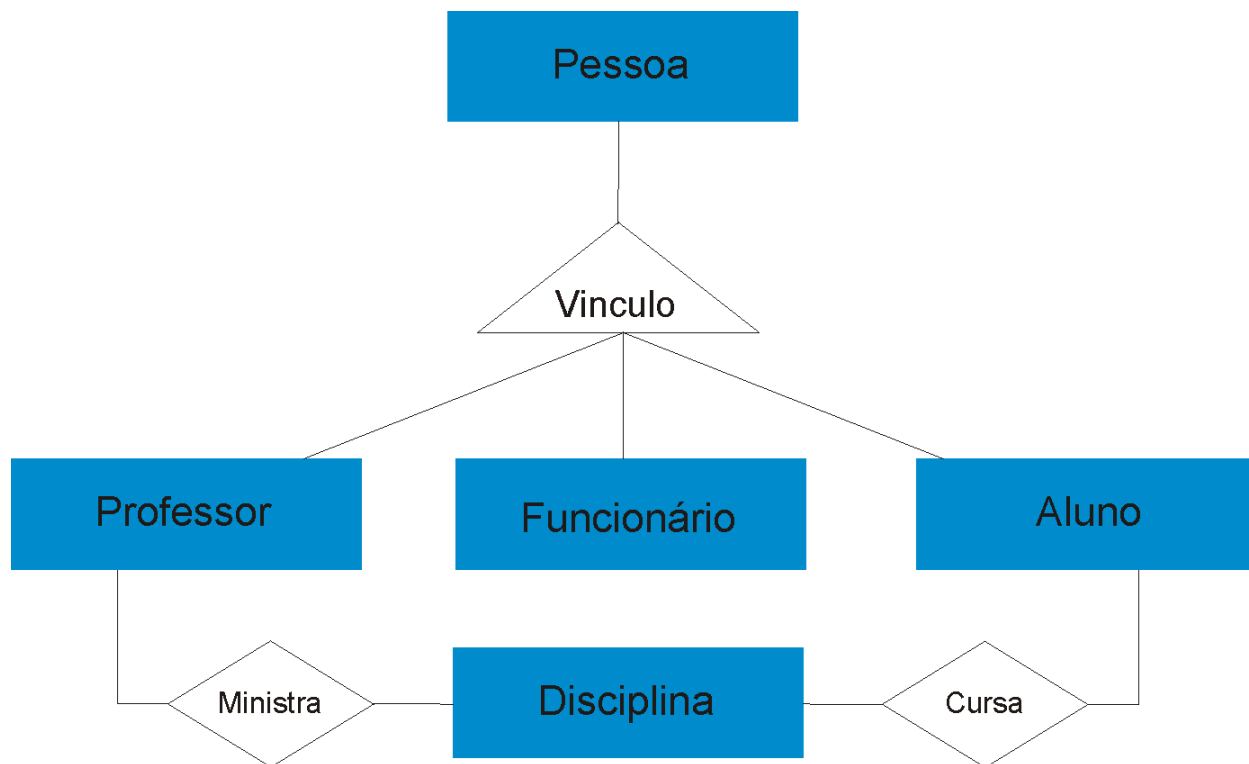 Pessoa
Vinculo
Professor
Funcionário
Aluno
Ministra
Disciplina
Cursa